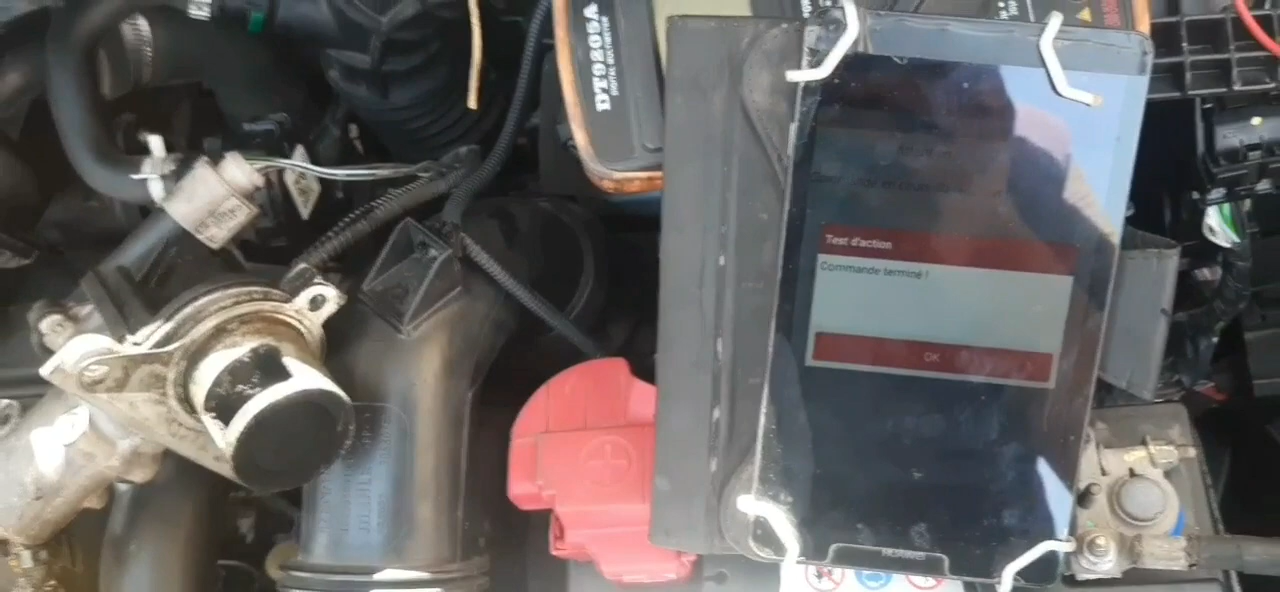 DT9205A
DIGITAL MULTIMETER
Test d'action
Commande terminé !
OK
HUAWEI